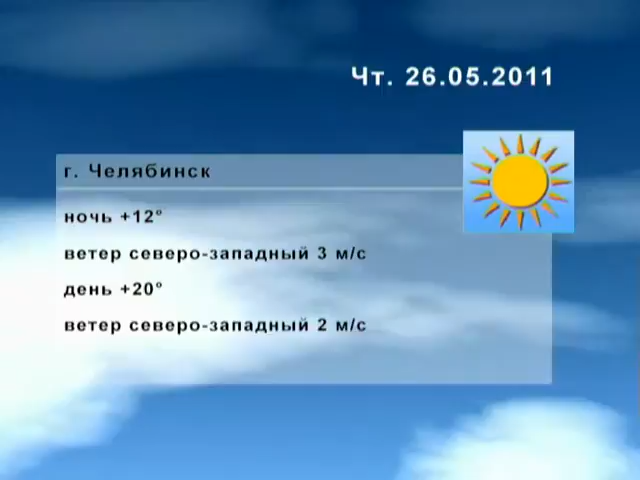 Чт. 26.05.2011
г. Челябинск
ночь +12°
ветер северо-западный 3 м/с
день +20°
ветер северо-западный 2 м/с